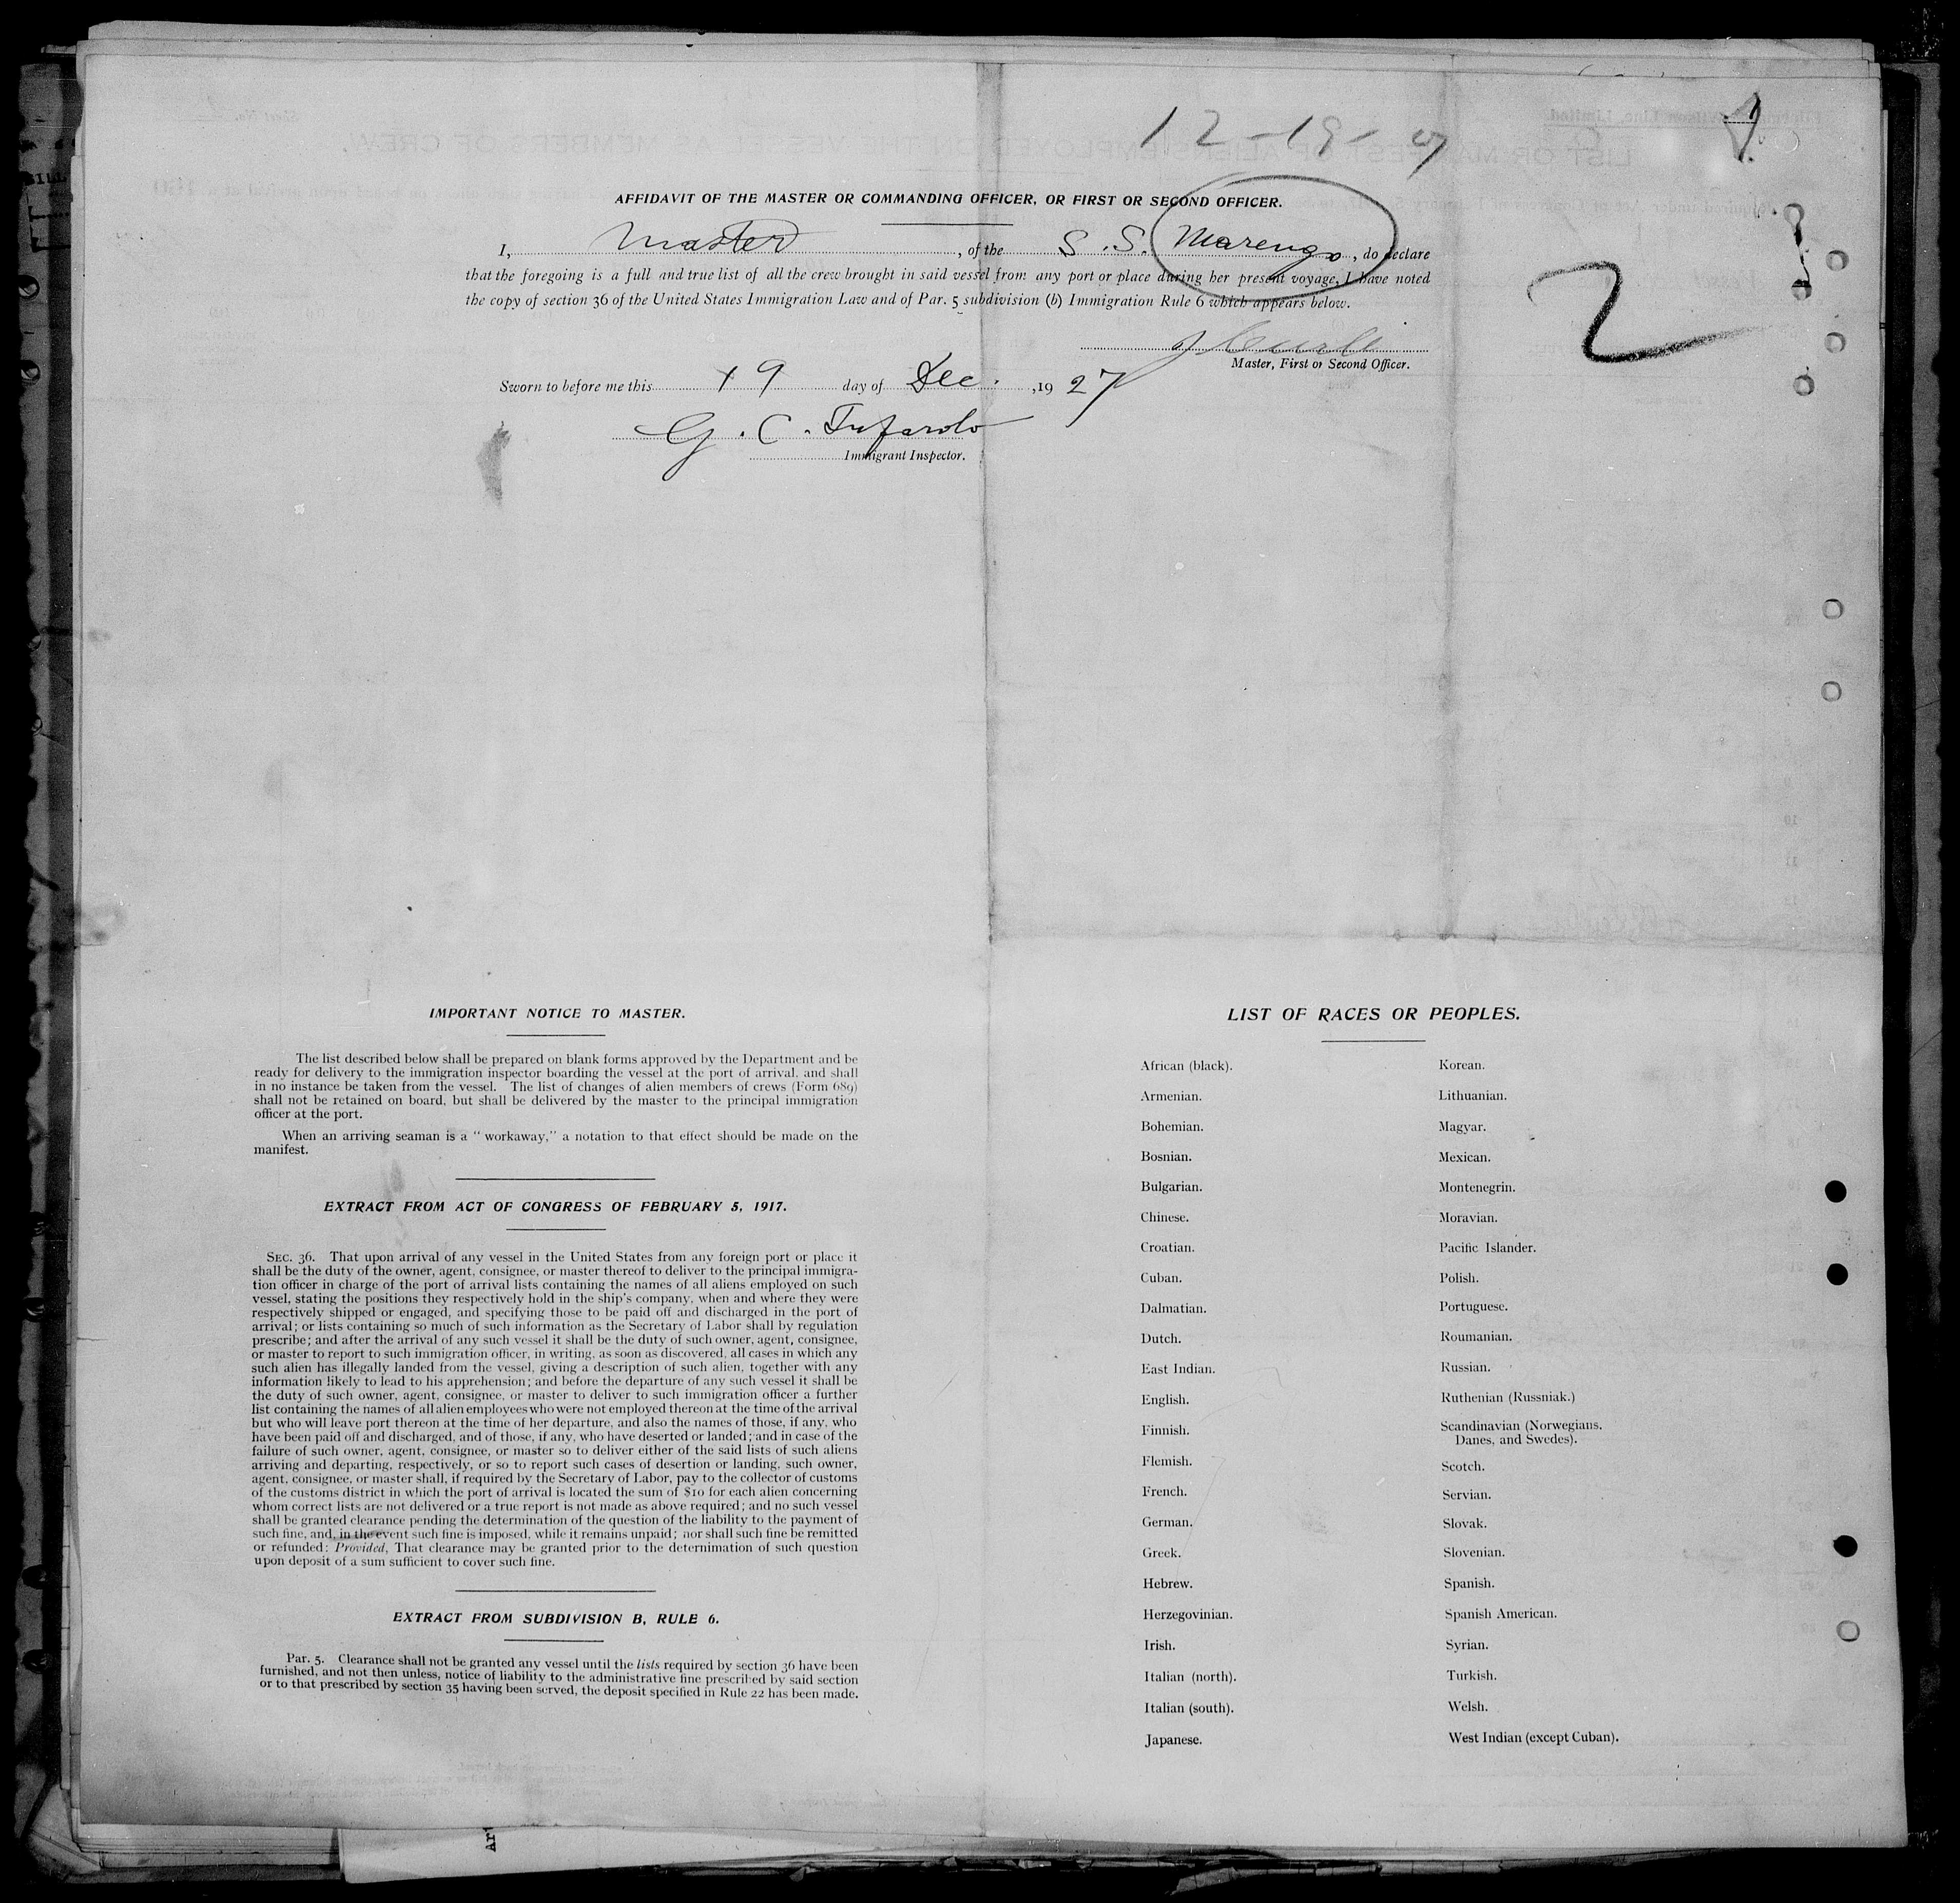 12-19-27
AFFIDAVIT OF THE MASTER OR COMMANDING OFFICER, OR FIRST OR SECOND OFFICER.
I, Master, of the S.S. Marengo, do declare
that the foregoing is a full and true list of all the crew brought in said vessel from any port or place during her present voyage, I have noted
the copy of section 36 of the United States Immigration Law and of Par. 5 subdivision (b) Immigration Rule 6 which appears below.
2
Master, First or Second Officer.
Sworn to before me this 19 day of Dec. ,19 27
G. C.
Immigrant Inspector.
IMPORTANT NOTICE TO MASTER.
The list described below shall be prepared on blank forms approved by the Department and be
ready for delivery to the immigration inspector boarding the vessel at the port of arrival, and shall
in no instance be taken from the vessel. The list of changes of alien members of crews (Form 689)
shall not be retained on board, but shall be delivered by the master to the principal immigration
officer at the port.
When an arriving seaman is a " workaway," a notation to that effect should be made on the
manifest.
EXTRACT FROM ACT OF CONGRESS OF FEBRUARY 5, 1917.
SEC. 36. That upon arrival of any vessel in the United States from any foreign port or place it
shall be the duty of the owner, agent, consignee, or master thereof to deliver to the principal immigra-
tion officer in charge of the port of arrival lists containing the names of all aliens employed on such
vessel, stating the positions they respectively hold in the ship's company, when and where they were
respectively shipped or engaged, and specifying those to be paid off and discharged in the port of
arrival; or lists containing so much of such information as the Secretary of Labor shall by regulation
prescribe; and after the arrival of any such vessel it shall be the duty of such owner, agent, consignee,
or master to report to such immigration officer, in writing, as soon as discovered, all cases in which any
such alien has illegally landed from the vessel, giving a description of such alien, together with any
information likely to lead to his apprehension; and before the departure of any such vessel it shall be
the duty of such owner, agent, consignee, or master to deliver to such immigration officer a further
list containing the names of all alien employees who were not employed thereon at the time of the arrival
but who will leave port thereon at the time of her departure, and also the names of those, if any, who
have been paid off and discharged, and of those, if any, who have deserted or landed; and in case of the
failure of such owner, agent, consignee, or master so to deliver either of the said lists of such aliens
arriving and departing, respectively, or so to report such cases of desertion or landing, such owner,
agent, consignee, or master shall, if required by the Secretary of Labor, pay to the collector of customs
of the customs district in which the port of arrival is located the sum of $10 for each alien concerning
whom correct lists are not delivered or a true report is not made as above required; and no such vessel
shall be granted clearance pending the determination of the question of the liability to the payment of
such fine, and, in the event such fine is imposed, while it remains unpaid; nor shall such fine be remitted
or refunded: Provided, That clearance may be granted prior to the deternimation of such question
upon deposit of a sum sufficient to cover such fine.
EXTRACT FROM SUBDIVISION B, RULE 6.
Par. 5. Clearance shall not be granted any vessel until the lists required by section 36 have been
furnished, and not then unless, notice of liability to the administrative fine prescribed by said section
or to that prescribed by section 35 having been served, the deposit specified in Rule 22 has been made.
LIST OF RACES OR PEOPLES.
African (black).
Armenian.
Bohemian.
Bosnian.
Bulgarian.
Chinese.
Croatian.
Cuban.
Dalmatian.
Dutch.
East Indian.
English.
Finnish.
Flemish.
French.
German.
Greek.
Hebrew.
Herzegovinian.
Irish.
Italian (north).
Italian (south).
Japanese.
Korean.
Lithuanian.
Magyar.
Mexican.
Montenegrin.
Moravian.
Pacific Islander.
Polish.
Portuguese.
Roumanian.
Russian.
Ruthenian (Russniak.)
Scandinavian (Norwegians.
Danes, and Swedes).
Scotch.
Servian.
Slovak.
Slovenian.
Spanish.
Spanish American.
Syrian.
Turkish.
Welsh.
West Indian (except Cuban).